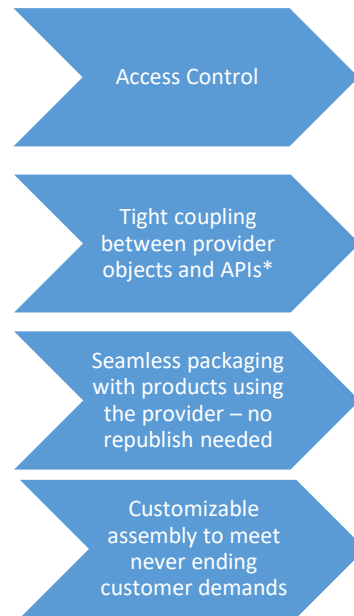 Access Control
Tight coupling
between provider
objects and APIs*
Seamless packaging
with products using
the provider – no
republish needed
Customizable
assembly to meet
never ending
customer demands